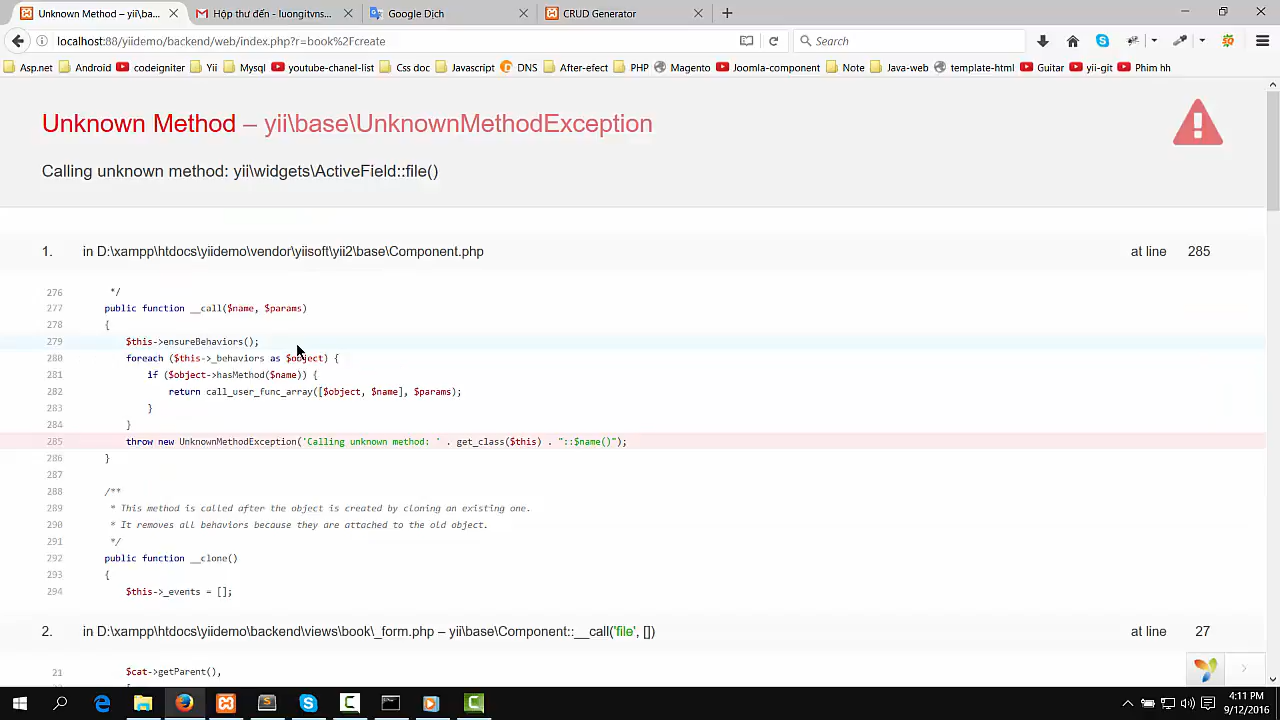 Unknown Method – yii\ba...
Hộp thư đến - luongitvns...
Google Dịch
CRUD Generator
localhost:88/yiidemo/backend/web/index.php?r=book%2Fcreate
Search
Asp.net Android codeigniter Yii Mysql youtube-chanel-list Css doc Javascript DNS After-efect PHP Magento Joomla-component Note Java-web template-html Guitar yii-git Phim hh
Unknown Method – yii\base\UnknownMethodException
Calling unknown method: yii\widgets\ActiveField::file()
1. in D:\xampp\htdocs\yiidemo\vendor\yiisoft\yii2\base\Component.php at line 285
276 */
277 public function __call($name, $params)
278 {
279 $this->ensureBehaviors();
280 foreach ($this->_behaviors as $object) {
281 if ($object->hasMethod($name)) {
282 return call_user_func_array([$object, $name], $params);
283 }
284 }
285 throw new UnknownMethodException('Calling unknown method: ' . get_class($this) . "::$name()");
286 }
287
288 /**
289 * This method is called after the object is created by cloning an existing one.
290 * It removes all behaviors because they are attached to the old object.
291 */
292 public function __clone()
293 {
294 $this->_events = [];
2. in D:\xampp\htdocs\yiidemo\backend\views\book\_form.php – yii\base\Component::__call('file', []) at line 27
21 $cat->getParent(),
4:11 PM
9/12/2016